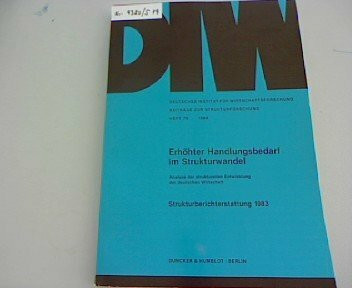 DIW
DEUTSCHES INSTITUT FÜR WIRTSCHAFTSFORSCHUNG
BEITRÄGE ZUR STRUKTURFORSCHUNG
HEFT
Erhöhter Handlungsbedarf
im Strukturwandel
Analyse der strukturellen Entwicklung
der deutschen Wirtschaft
Strukturberichterstattung 1983
DUNCKER & HUMBLOT · BERLIN